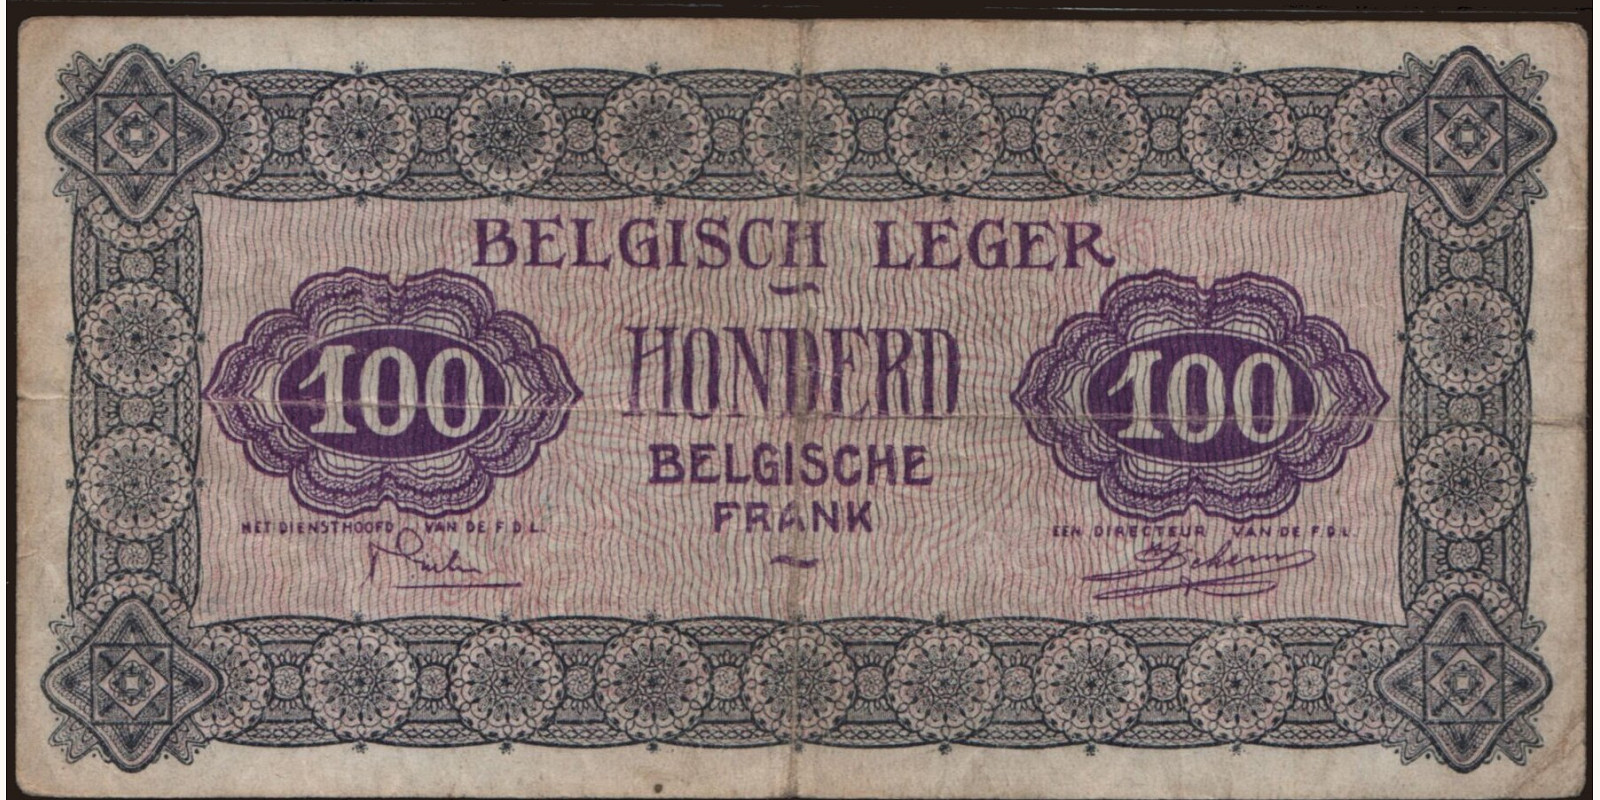 BELGISCH LEGER
100 HONDERD 100
BELGISCHE
FRANK
HET DIENSTHOOFD VAN DE F.D.L.
EEN DIRECTEUR VAN DE F.D.L.